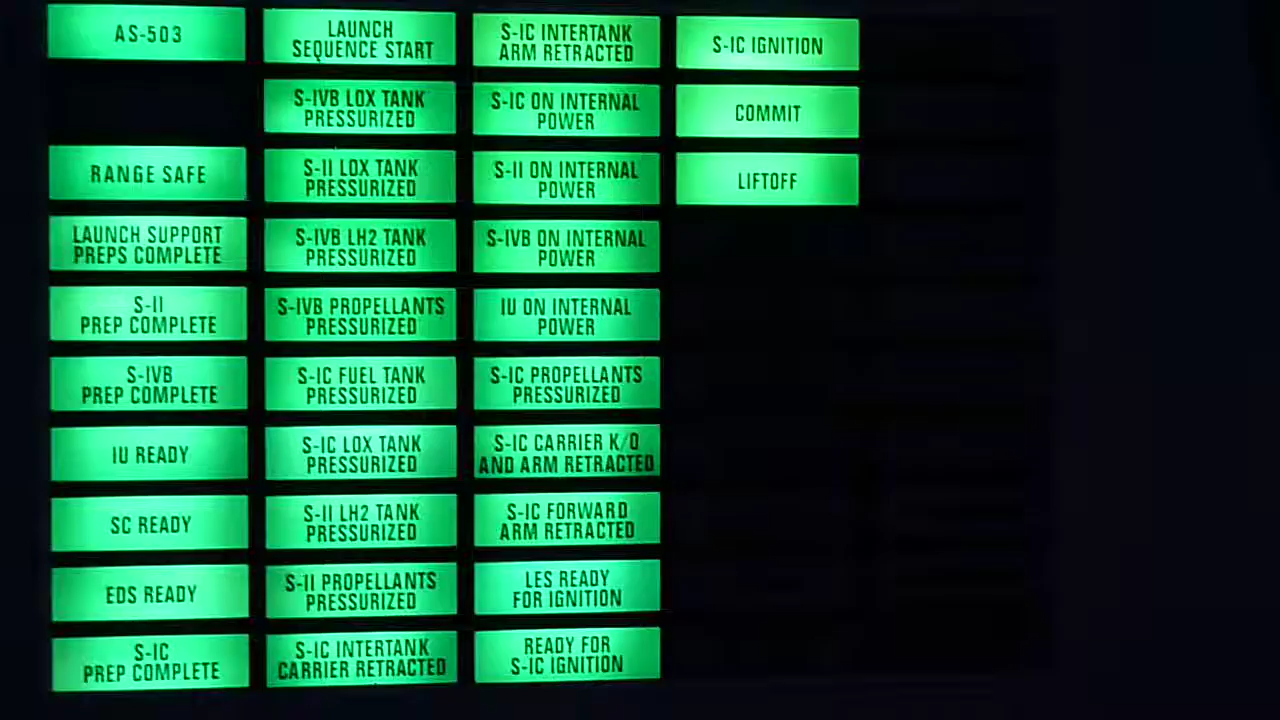 AS-503
RANGE SAFE
LAUNCH SUPPORT
PREPS COMPLETE
S-II
PREP COMPLETE
S-IVB
PREP COMPLETE
IU READY
SC READY
EDS READY
S-IC
PREP COMPLETE
LAUNCH
SEQUENCE START
S-IVB LOX TANK
PRESSURIZED
S-II LOX TANK
PRESSURIZED
S-IVB LH2 TANK
PRESSURIZED
S-IVB PROPELLANTS
PRESSURIZED
S-IC FUEL TANK
PRESSURIZED
S-IC LOX TANK
PRESSURIZED
S-II LH2 TANK
PRESSURIZED
S-II PROPELLANTS
PRESSURIZED
S-IC INTERTANK
CARRIER RETRACTED
S-IC INTERTANK
ARM RETRACTED
S-IC ON INTERNAL
POWER
S-II ON INTERNAL
POWER
S-IVB ON INTERNAL
POWER
IU ON INTERNAL
POWER
S-IC PROPELLANTS
PRESSURIZED
S-IC CARRIER K/O
AND ARM RETRACTED
S-IC FORWARD
ARM RETRACTED
LES READY
FOR IGNITION
READY FOR
S-IC IGNITION
S-IC IGNITION
COMMIT
LIFTOFF